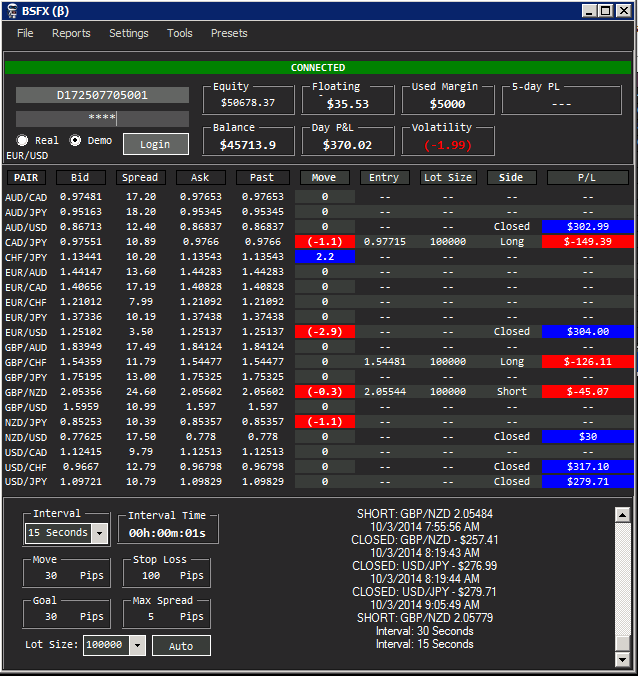 BSFX (β)
File Reports Settings Tools Presets
CONNECTED
D172507705001
****
Real Demo Login
EUR/USD
Equity
$50678.37
Floating
$35.53
Used Margin
$5000
5-day PL
---
Balance
$45713.9
Day P&L
$370.02
Volatility
(-1.99)
PAIR Bid Spread Ask Past Move Entry Lot Size Side P/L
AUD/CAD 0.97481 17.20 0.97653 0.97653 0 -- -- -- --
AUD/JPY 0.95163 18.20 0.95345 0.95345 0 -- -- -- --
AUD/USD 0.86713 12.40 0.86837 0.86837 0 -- -- Closed $302.99
CAD/JPY 0.97551 10.89 0.9766 0.9766 (-1.1) 0.97715 100000 Long $-149.39
CHF/JPY 1.13441 10.20 1.13543 1.13543 2.2 -- -- -- --
EUR/AUD 1.44147 13.60 1.44283 1.44283 0 -- -- -- --
EUR/CAD 1.40656 17.19 1.40828 1.40828 0 -- -- -- --
EUR/CHF 1.21012 7.99 1.21092 1.21092 0 -- -- -- --
EUR/JPY 1.37336 10.19 1.37438 1.37438 0 -- -- -- --
EUR/USD 1.25102 3.50 1.25137 1.25137 (-2.9) -- -- Closed $304.00
GBP/AUD 1.83949 17.49 1.84124 1.84124 0 -- -- -- --
GBP/CHF 1.54359 11.79 1.54477 1.54477 0 1.54481 100000 Long $-126.11
GBP/JPY 1.75195 13.00 1.75325 1.75325 0 -- -- -- --
GBP/NZD 2.05356 24.60 2.05602 2.05602 (-0.3) 2.05544 100000 Short $-45.07
GBP/USD 1.5959 10.99 1.597 1.597 0 -- -- -- --
NZD/JPY 0.85253 10.39 0.85357 0.85357 (-1.1) -- -- -- --
NZD/USD 0.77625 17.50 0.778 0.778 0 -- -- Closed $30
USD/CAD 1.12415 9.79 1.12513 1.12513 0 -- -- -- --
USD/CHF 0.9667 12.79 0.96798 0.96798 0 -- -- Closed $317.10
USD/JPY 1.09721 10.79 1.09829 1.09829 0 -- -- Closed $279.71
Interval
15 Seconds
Interval Time
00h:00m:01s
Move
30 Pips
Stop Loss
100 Pips
Goal
30 Pips
Max Spread
5 Pips
Lot Size: 100000 Auto
SHORT: GBP/NZD 2.05484
10/3/2014 7:55:56 AM
CLOSED: GBP/NZD - $257.41
10/3/2014 8:19:43 AM
CLOSED: USD/JPY - $276.99
10/3/2014 8:19:44 AM
CLOSED: USD/JPY - $279.71
10/3/2014 9:05:49 AM
SHORT: GBP/NZD 2.05779
Interval: 30 Seconds
Interval: 15 Seconds